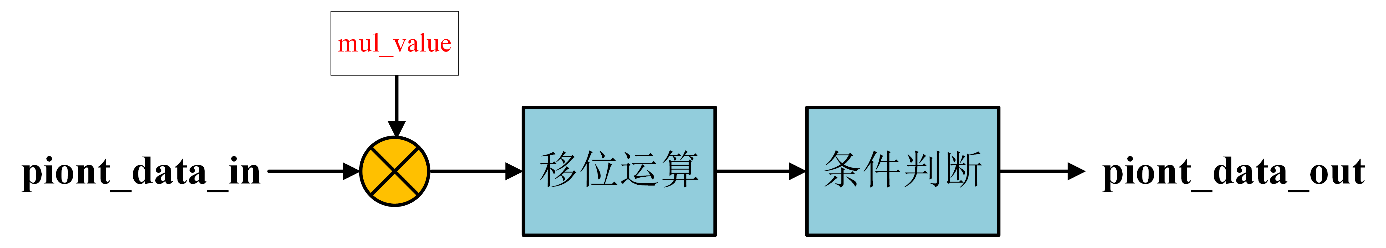 mul_value
piont_data_in
移位运算
条件判断
piont_data_out